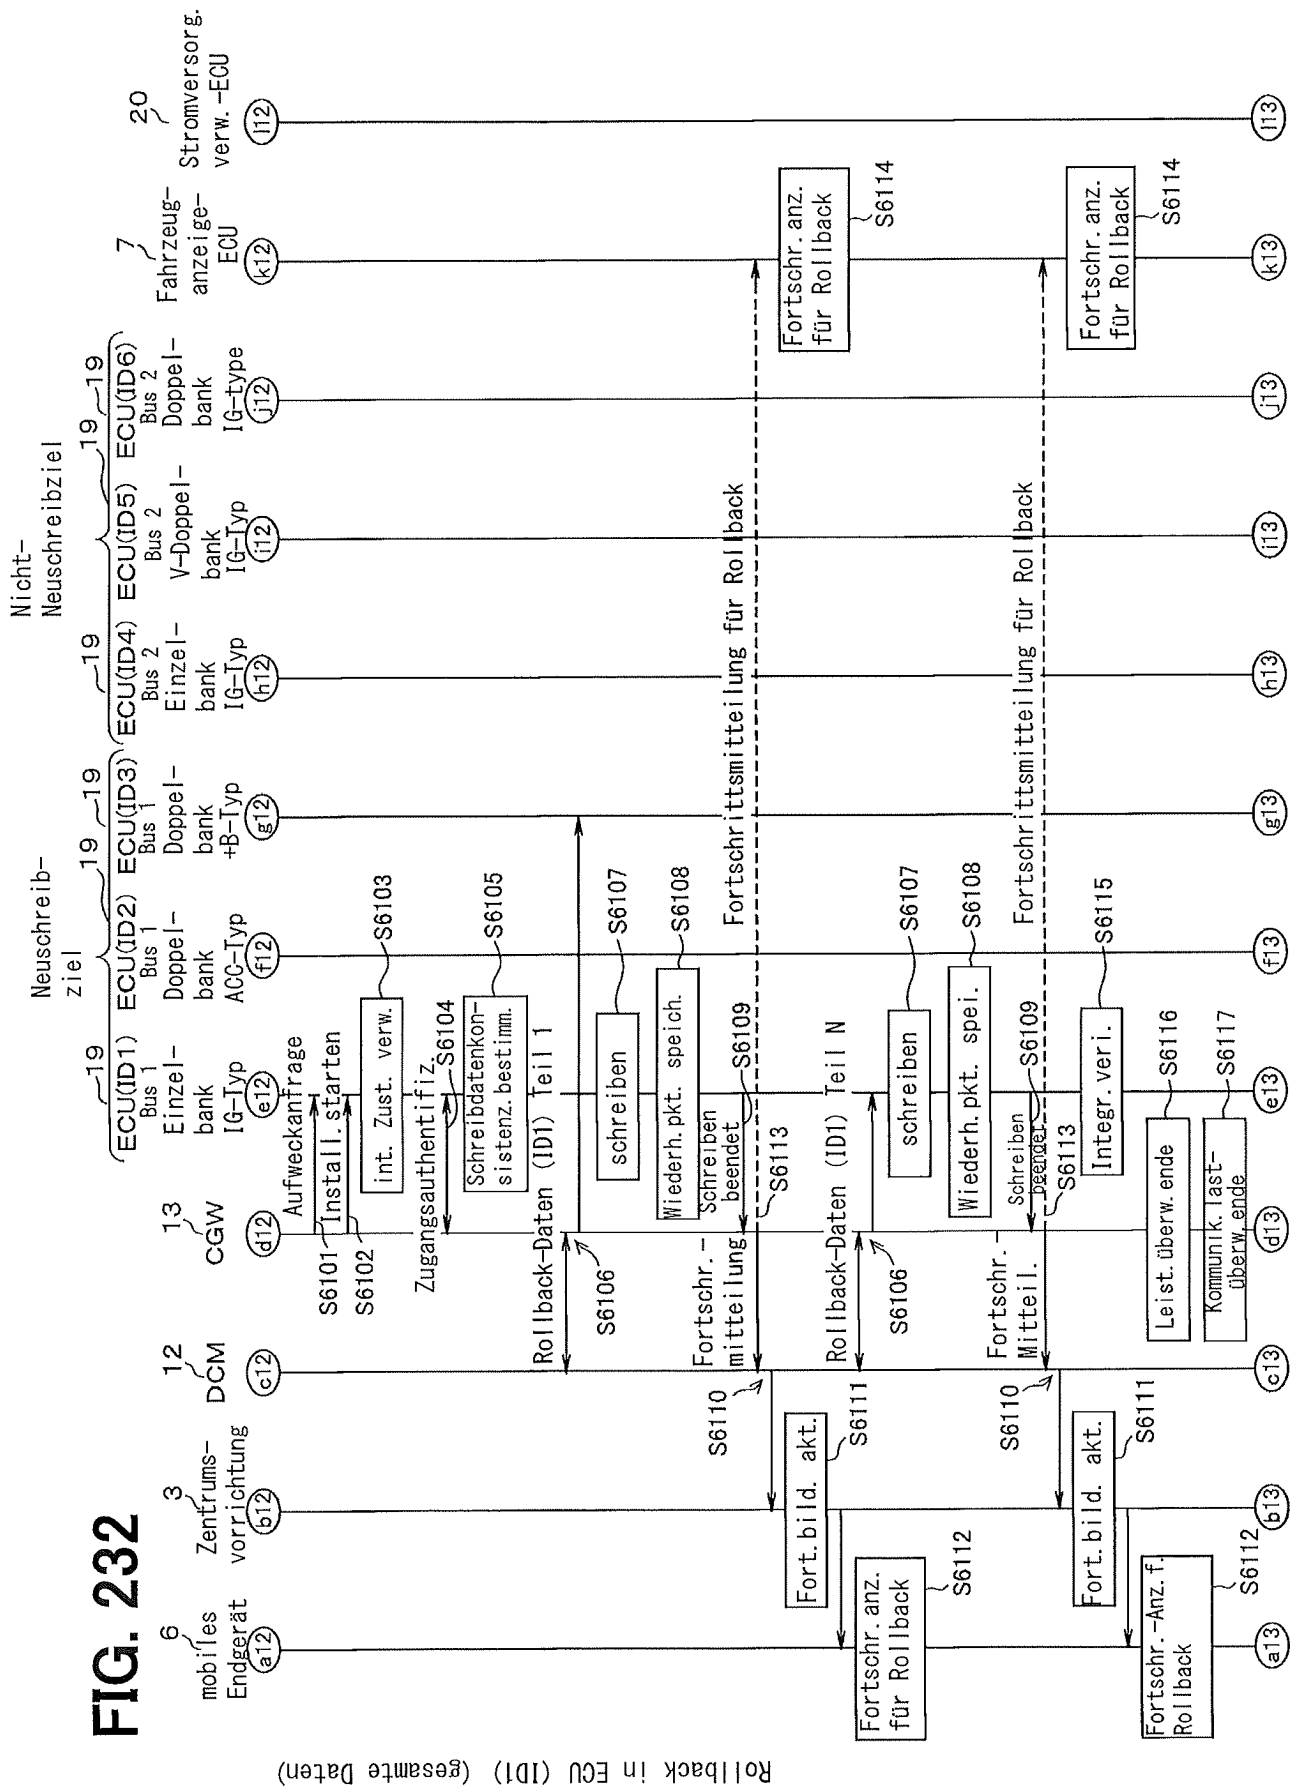 FIG. 232
Rollback in ECU (ID1) (gesamte Daten)
6
mobiles
Endgerät
a12
3
Zentrums-
vorrichtung
b12
12
DCM
c12
13
CGW
d12
Neuschreib-
ziel
19
ECU(ID1)
Bus 1
Einzel-
bank
IG-Typ
e12
19
ECU(ID2)
Bus 1
Doppel-
bank
ACC-Typ
f12
19
ECU(ID3)
Bus 1
Doppel-
bank
+B-Typ
g12
Nicht-
Neuschreibziel
19
ECU(ID4)
Bus 2
Einzel-
bank
IG-Typ
h12
19
ECU(ID5)
Bus 2
V-Doppel-
bank
IG-Typ
i12
19
ECU(ID6)
Bus 2
Doppel-
bank
IG-type
j12
7
Fahrzeug-
anzeige-
ECU
k12
20
Stromversorg.
verw.-ECU
l12
Aufweckanfrage
S6101
Install.starten
S6102
int. Zust. verw.
S6103
Zugangsauthentifiz.
S6104
Schreibdatenkon-
sistenz.bestimm.
S6105
Rollback-Daten (ID1) Teil 1
S6106
schreiben
S6107
Wiederh.pkt. speich.
S6108
Schreiben
beendet
S6109
Fortschr.-
mitteilung
S6113
Fortschrittsmitteilung für Rollback
S6110
Fort.bild. akt.
S6111
Fortschr.anz.
für Rollback
S6112
Fortschr.anz.
für Rollback
S6114
Rollback-Daten (ID1) Teil N
S6106
schreiben
S6107
Wiederh.pkt. spei.
S6108
Schreiben
beendet
S6109
Fortschr.-
Mitteil.
S6113
Fortschrittsmitteilung für Rollback
S6110
Fort.bild. akt.
S6111
Fortschr.-Anz.f.
Rollback
S6112
Fortschr.anz.
für Rollback
S6114
Integr.veri.
S6115
Leist.überw.ende
S6116
Kommunik.last-
überw.ende
S6117
a13
b13
c13
d13
e13
f13
g13
h13
i13
j13
k13
l13